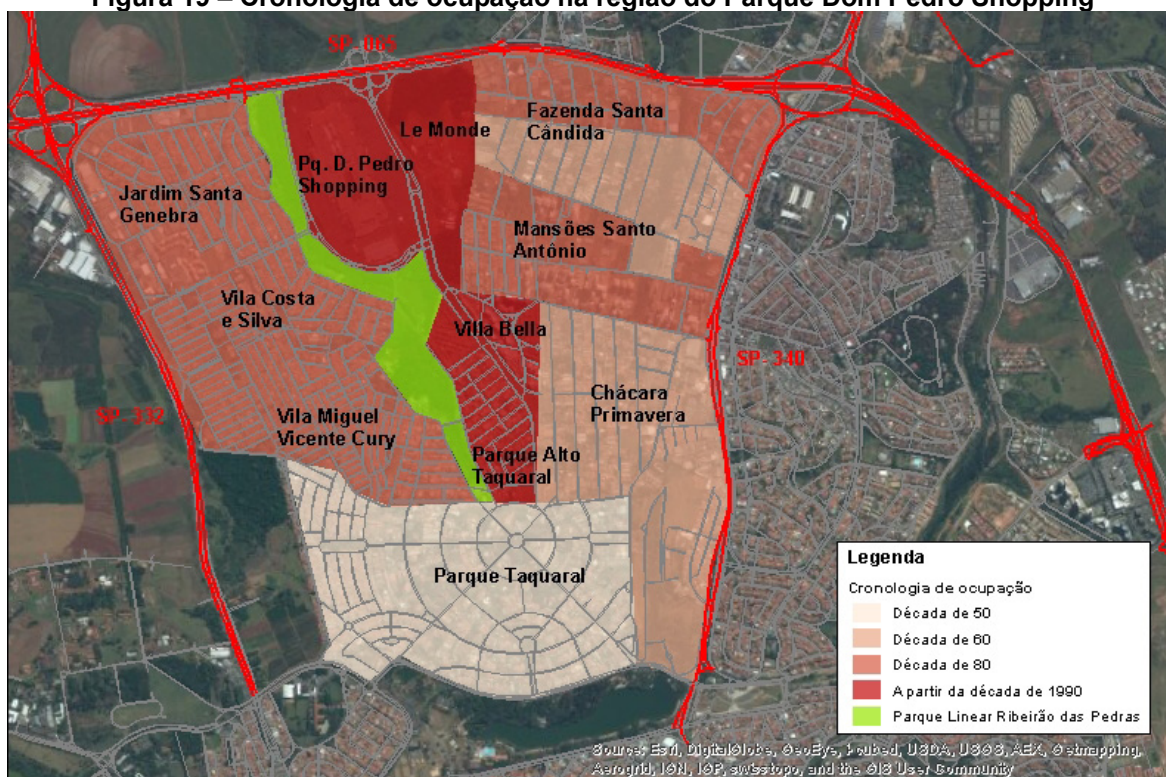 Figura 19 – Cronologia de ocupação na região do Parque Dom Pedro Shopping
SP-065
Le Monde
Fazenda Santa
Cândida
Pq. D. Pedro
Shopping
Jardim Santa
Genebra
Mansões Santo
Antônio
Vila Costa
e Silva
Villa Bella
SP-340
Chácara
Primavera
SP-332
Vila Miguel
Vicente Cury
Parque Alto
Taquaral
Parque Taquaral
Legenda
Cronologia de ocupação
Década de 50
Década de 60
Década de 80
A partir da década de 1990
Parque Linear Ribeirão das Pedras
Source: Esri, DigitalGlobe, GeoEye, i-cubed, USDA, USGS, AEX, Getmapping,
Aerogrid, IGN, IGP, swisstopo, and the GIS User Community